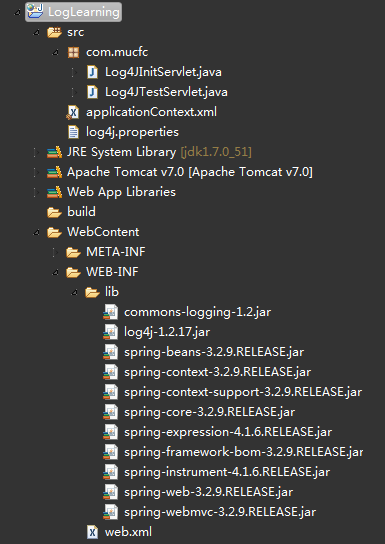 LogLearning
src
com.mucfc
Log4JInitServlet.java
Log4JTestServlet.java
applicationContext.xml
log4j.properties
JRE System Library [jdk1.7.0_51]
Apache Tomcat v7.0 [Apache Tomcat v7.0]
Web App Libraries
build
WebContent
META-INF
WEB-INF
lib
commons-logging-1.2.jar
log4j-1.2.17.jar
spring-beans-3.2.9.RELEASE.jar
spring-context-3.2.9.RELEASE.jar
spring-context-support-3.2.9.RELEASE.jar
spring-core-3.2.9.RELEASE.jar
spring-expression-4.1.6.RELEASE.jar
spring-framework-bom-3.2.9.RELEASE.jar
spring-instrument-4.1.6.RELEASE.jar
spring-web-3.2.9.RELEASE.jar
spring-webmvc-3.2.9.RELEASE.jar
web.xml